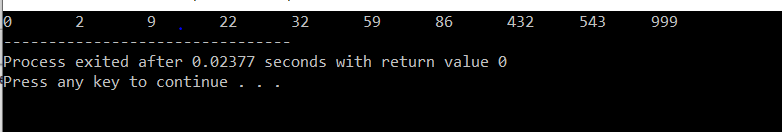 0 2 9 22 32 59 86 432 543 999
--------------------------------
Process exited after 0.02377 seconds with return value 0
Press any key to continue . . .